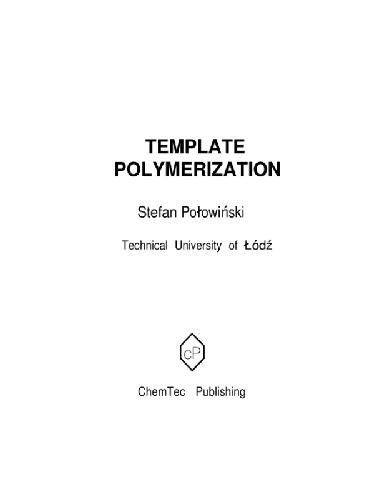 TEMPLATE
POLYMERIZATION
Stefan Połowiński
Technical University of Łódź
cP
ChemTec Publishing